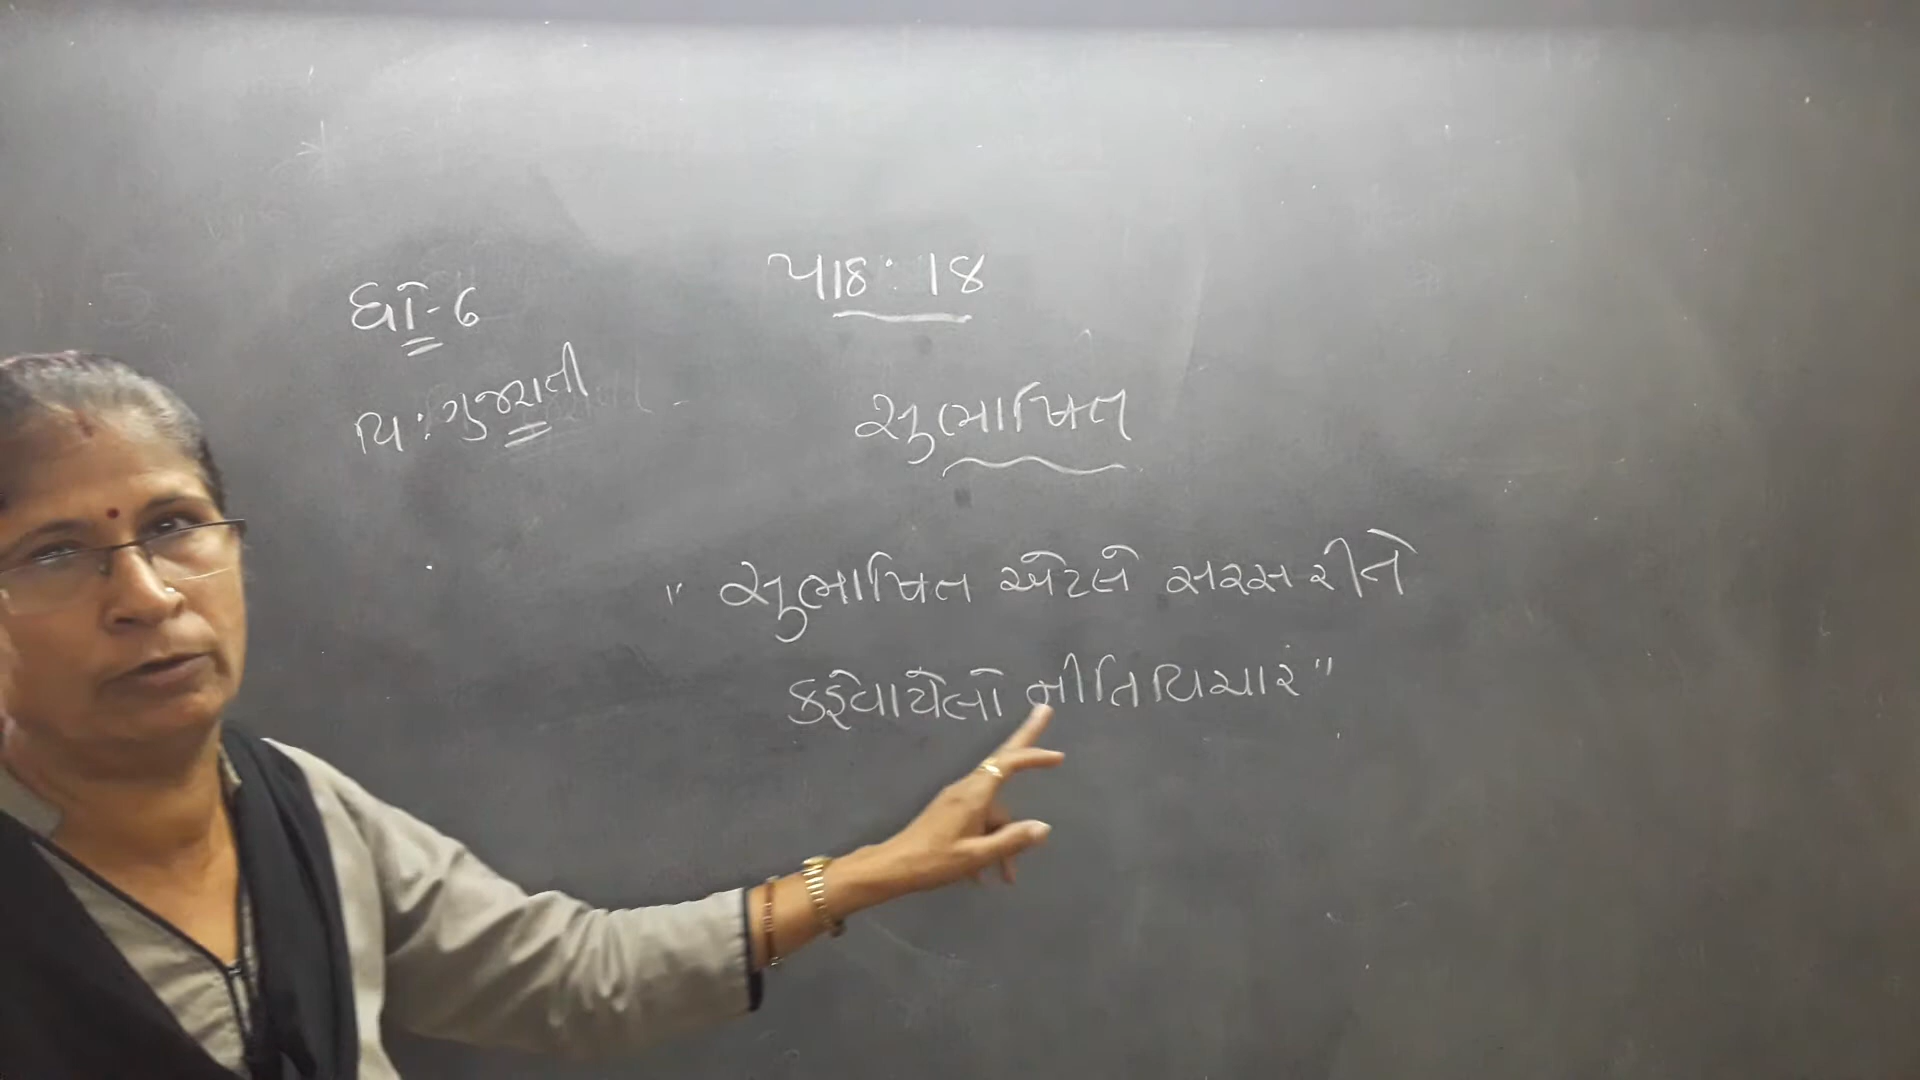 ધો-૬
પાઠ : ૧૪
વિ : ગુજરાતી
સુભાષિત
" સુભાષિત એટલે સરસ રીતે
કહેવાયેલો નીતિવિચાર "